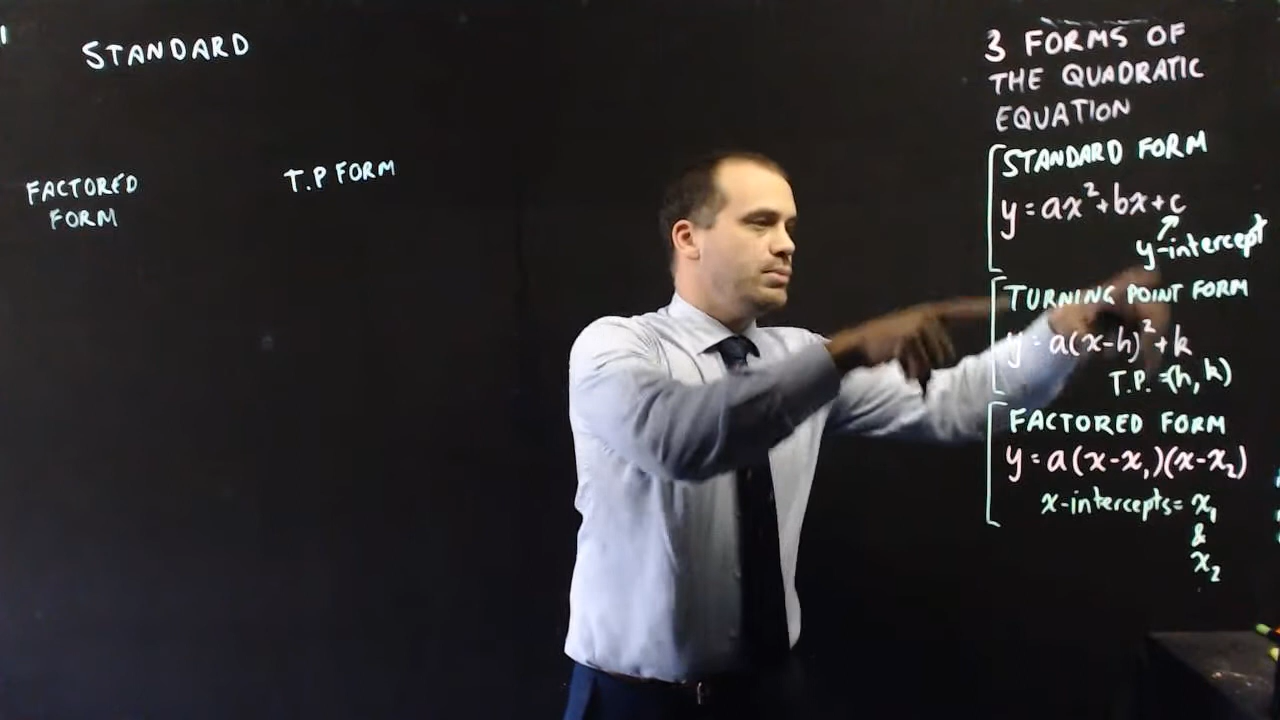 STANDARD
FACTORED
FORM
T.P FORM
3 FORMS OF
THE QUADRATIC
EQUATION
STANDARD FORM
y = ax² + bx + c
y-intercept
TURNING POINT FORM
y = a(x-h)² + k
T.P. = (h, k)
FACTORED FORM
y = a (x-x₁)(x-x₂)
x-intercepts = x₁
&
x₂